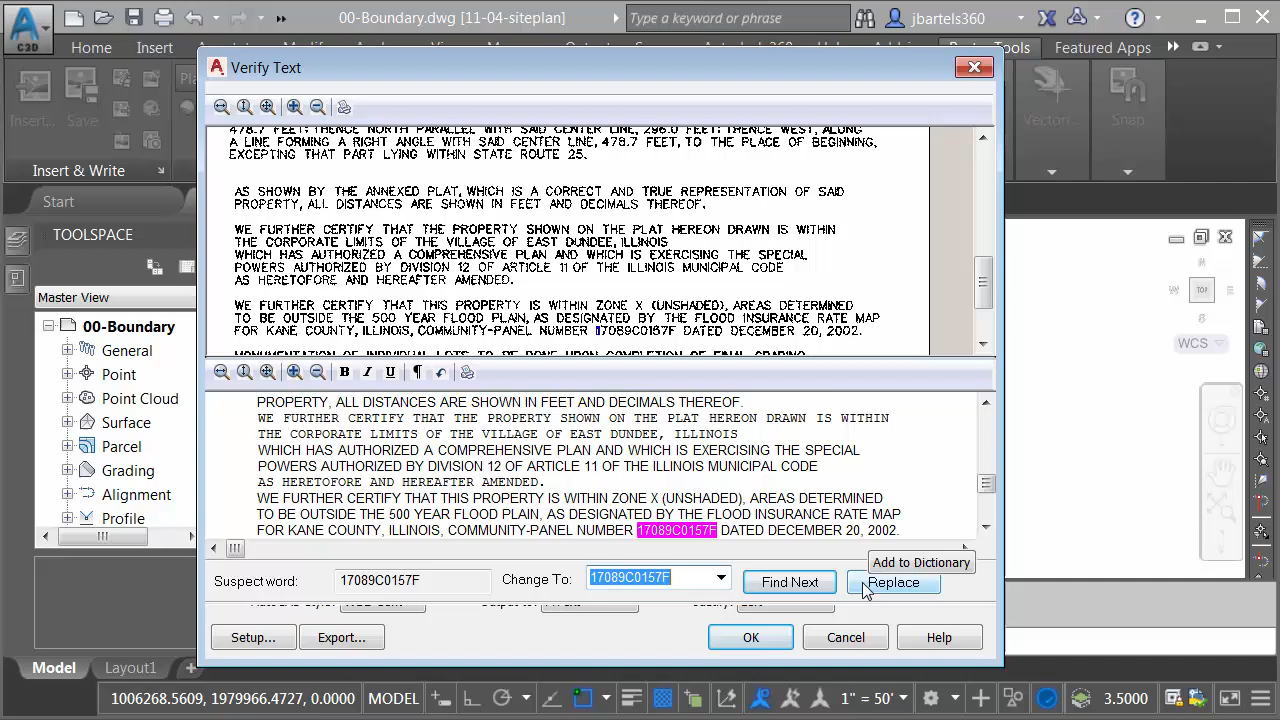 00-Boundary.dwg [11-04-siteplan]
Type a keyword or phrase
jbartels360
C3D
Home
Insert
Featured Apps
Insert...
Save
Vectori...
Snap
Insert & Write
Start
TOOLSPACE
Master View
00-Boundary
General
Point
Point Cloud
Surface
Parcel
Grading
Alignment
Profile
Verify Text
478.7 FEET; THENCE NORTH PARALLEL WITH SAID CENTER LINE, 296.0 FEET; THENCE WEST, ALONG
A LINE FORMING A RIGHT ANGLE WITH SAID CENTER LINE, 478.7 FEET, TO THE PLACE OF BEGINNING,
EXCEPTING THAT PART LYING WITHIN STATE ROUTE 25.
AS SHOWN BY THE ANNEXED PLAT, WHICH IS A CORRECT AND TRUE REPRESENTATION OF SAID
PROPERTY, ALL DISTANCES ARE SHOWN IN FEET AND DECIMALS THEREOF.
WE FURTHER CERTIFY THAT THE PROPERTY SHOWN ON THE PLAT HEREON DRAWN IS WITHIN
THE CORPORATE LIMITS OF THE VILLAGE OF EAST DUNDEE, ILLINOIS
WHICH HAS AUTHORIZED A COMPREHENSIVE PLAN AND WHICH IS EXERCISING THE SPECIAL
POWERS AUTHORIZED BY DIVISION 12 OF ARTICLE 11 OF THE ILLINOIS MUNICIPAL CODE
AS HERETOFORE AND HEREAFTER AMENDED.
WE FURTHER CERTIFY THAT THIS PROPERTY IS WITHIN ZONE X (UNSHADED), AREAS DETERMINED
TO BE OUTSIDE THE 500 YEAR FLOOD PLAIN, AS DESIGNATED BY THE FLOOD INSURANCE RATE MAP
FOR KANE COUNTY, ILLINOIS, COMMUNITY-PANEL NUMBER 17089C0157F DATED DECEMBER 20, 2002.
MONUMENTATION OF INDIVIDUAL LOTS TO BE DONE UPON COMPLETION OF FINAL GRADING
B I U ¶
PROPERTY, ALL DISTANCES ARE SHOWN IN FEET AND DECIMALS THEREOF.
WE FURTHER CERTIFY THAT THE PROPERTY SHOWN ON THE PLAT HEREON DRAWN IS WITHIN
THE CORPORATE LIMITS OF THE VILLAGE OF EAST DUNDEE, ILLINOIS
WHICH HAS AUTHORIZED A COMPREHENSIVE PLAN AND WHICH IS EXERCISING THE SPECIAL
POWERS AUTHORIZED BY DIVISION 12 OF ARTICLE 11 OF THE ILLINOIS MUNICIPAL CODE
AS HERETOFORE AND HEREAFTER AMENDED.
WE FURTHER CERTIFY THAT THIS PROPERTY IS WITHIN ZONE X (UNSHADED), AREAS DETERMINED
TO BE OUTSIDE THE 500 YEAR FLOOD PLAIN, AS DESIGNATED BY THE FLOOD INSURANCE RATE MAP
FOR KANE COUNTY, ILLINOIS, COMMUNITY-PANEL NUMBER 17089C0157F DATED DECEMBER 20, 2002.
Add to Dictionary
Suspect word: 17089C0157F Change To: 17089C0157F Find Next Replace
Setup... Export... OK Cancel Help
TOP
WCS
Model Layout1 +
1006268.5609, 1979966.4727, 0.0000 MODEL 1" = 50' 3.5000